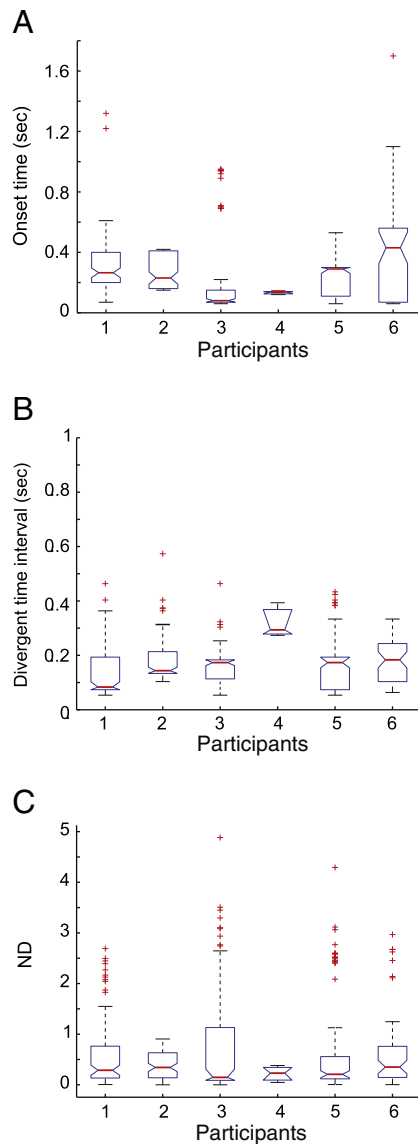 A
Onset time (sec)
1.6
1.2
0.8
0.4
0
1 2 3 4 5 6
Participants
B
Divergent time interval (sec)
1
0.8
0.6
0.4
0.2
0
1 2 3 4 5 6
Participants
C
ND
5
4
3
2
1
0
1 2 3 4 5 6
Participants